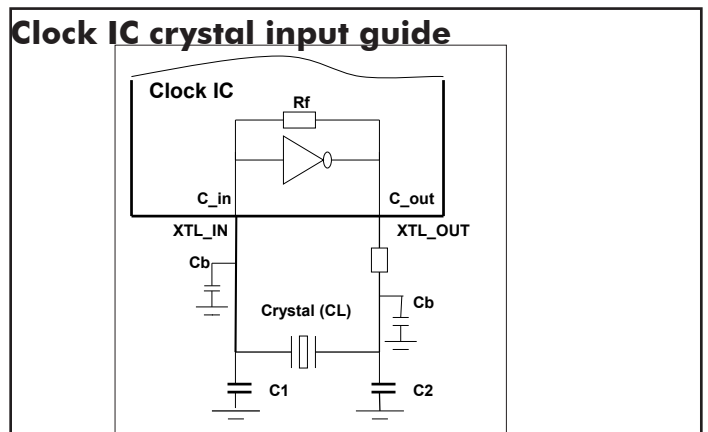 Clock IC crystal input guide
Clock IC
Rf
C_in
C_out
XTL_IN
XTL_OUT
Cb
Cb
Crystal (CL)
C1
C2